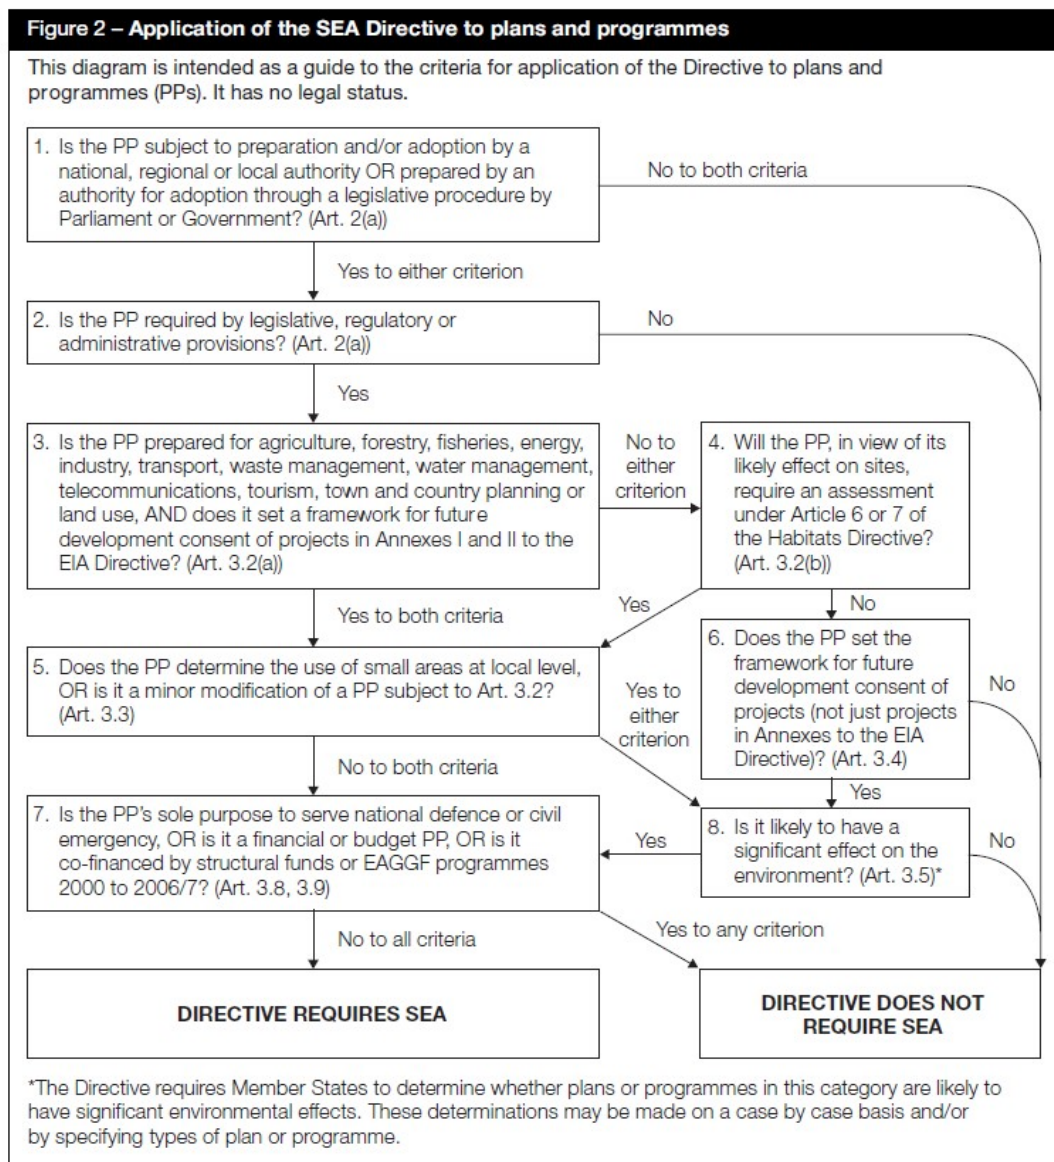 Figure 2 – Application of the SEA Directive to plans and programmes
This diagram is intended as a guide to the criteria for application of the Directive to plans and
programmes (PPs). It has no legal status.
1. Is the PP subject to preparation and/or adoption by a
national, regional or local authority OR prepared by an
authority for adoption through a legislative procedure by
Parliament or Government? (Art. 2(a))
No to both criteria
Yes to either criterion
2. Is the PP required by legislative, regulatory or
administrative provisions? (Art. 2(a))
No
Yes
3. Is the PP prepared for agriculture, forestry, fisheries, energy,
industry, transport, waste management, water management,
telecommunications, tourism, town and country planning or
land use, AND does it set a framework for future
development consent of projects in Annexes I and II to the
EIA Directive? (Art. 3.2(a))
No to
either
criterion
4. Will the PP, in view of its
likely effect on sites,
require an assessment
under Article 6 or 7 of
the Habitats Directive?
(Art. 3.2(b))
Yes to both criteria
Yes
No
5. Does the PP determine the use of small areas at local level,
OR is it a minor modification of a PP subject to Art. 3.2?
(Art. 3.3)
Yes to
either
criterion
6. Does the PP set the
framework for future
development consent of
projects (not just projects
in Annexes to the EIA
Directive)? (Art. 3.4)
No
No to both criteria
Yes
7. Is the PP's sole purpose to serve national defence or civil
emergency, OR is it a financial or budget PP, OR is it
co-financed by structural funds or EAGGF programmes
2000 to 2006/7? (Art. 3.8, 3.9)
Yes
8. Is it likely to have a
significant effect on the
environment? (Art. 3.5)*
No
No to all criteria
Yes to any criterion
DIRECTIVE REQUIRES SEA
DIRECTIVE DOES NOT
REQUIRE SEA
*The Directive requires Member States to determine whether plans or programmes in this category are likely to
have significant environmental effects. These determinations may be made on a case by case basis and/or
by specifying types of plan or programme.